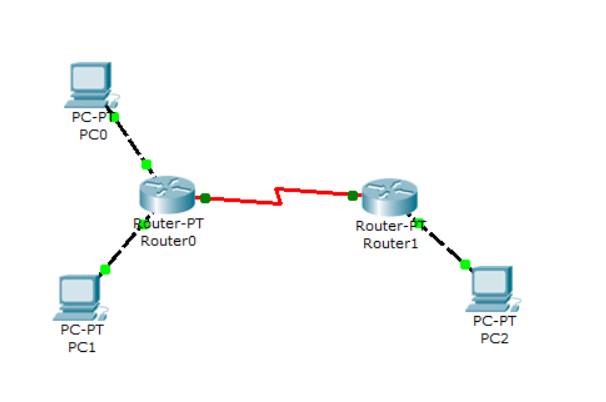 PC-PT
PC0
Router-PT
Router0
Router-PT
Router1
PC-PT
PC1
PC-PT
PC2